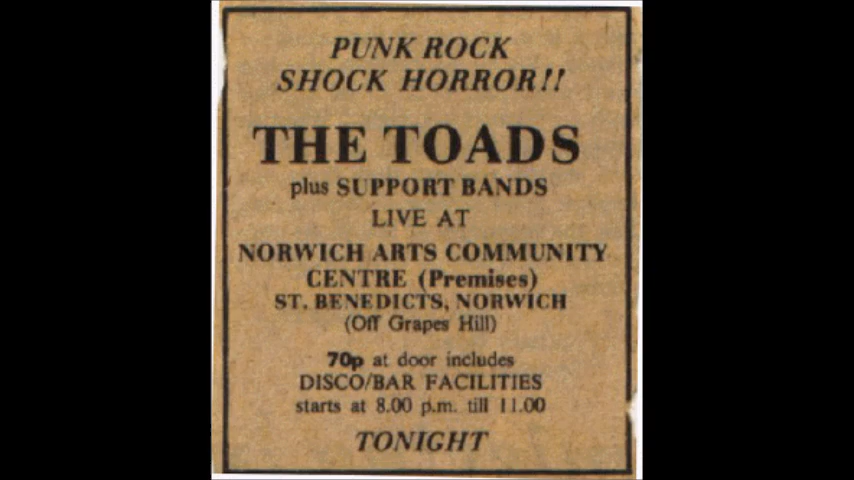 PUNK ROCK
SHOCK HORROR!!
THE TOADS
plus SUPPORT BANDS
LIVE AT
NORWICH ARTS COMMUNITY
CENTRE (Premises)
ST. BENEDICTS, NORWICH
(Off Grapes Hill)
70p at door includes
DISCO/BAR FACILITIES
starts at 8.00 p.m. till 11.00
TONIGHT